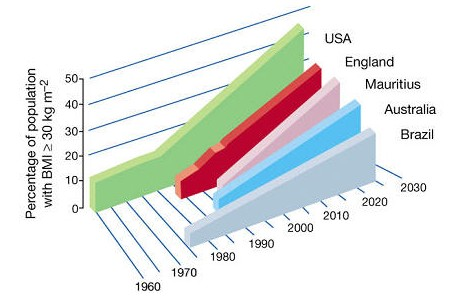 Percentage of population
with BMI ≥ 30 kg m–2
50
40
30
20
10
0
USA
England
Mauritius
Australia
Brazil
1960
1970
1980
1990
2000
2010
2020
2030